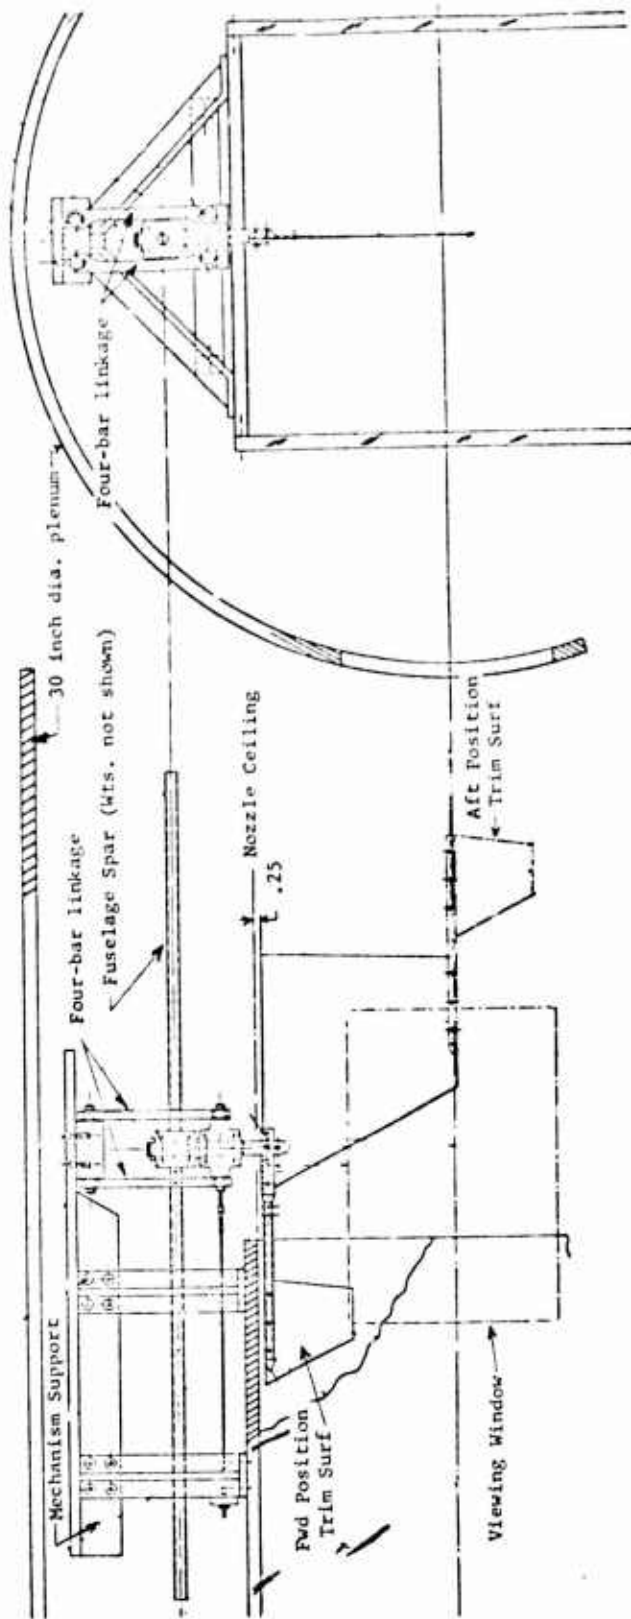 30 inch dia. plenum
Four-bar linkage
Four-bar linkage
Fuselage Spar (Wts. not shown)
Mechanism Support
Nozzle Ceiling
.25
Aft Position
Trim Surf
Fwd Position
Trim Surf
Viewing Window